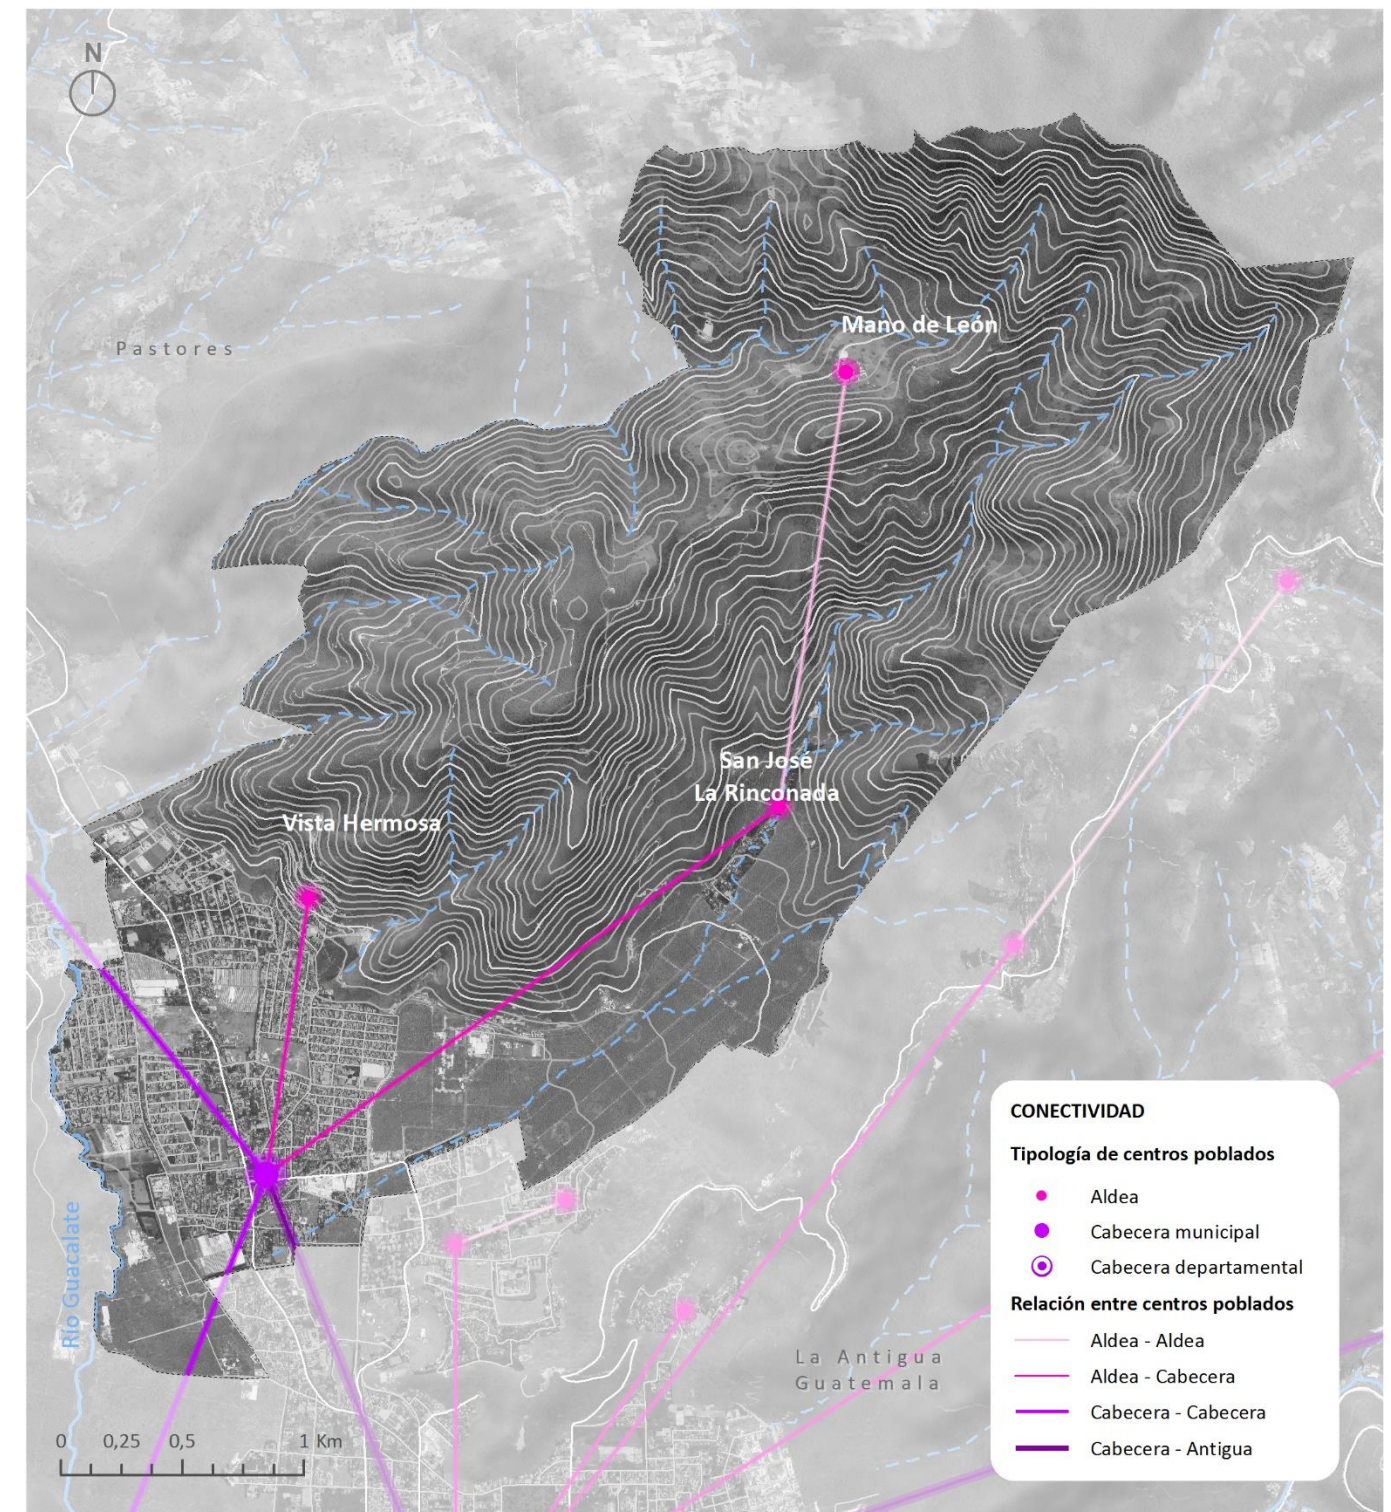 N
Mano de León
Pastores
San José
La Rinconada
Vista Hermosa
Río Guacalate
La Antigua
Guatemala
0 0,25 0,5 1 Km
CONECTIVIDAD
Tipología de centros poblados
Aldea
Cabecera municipal
Cabecera departamental
Relación entre centros poblados
Aldea - Aldea
Aldea - Cabecera
Cabecera - Cabecera
Cabecera - Antigua